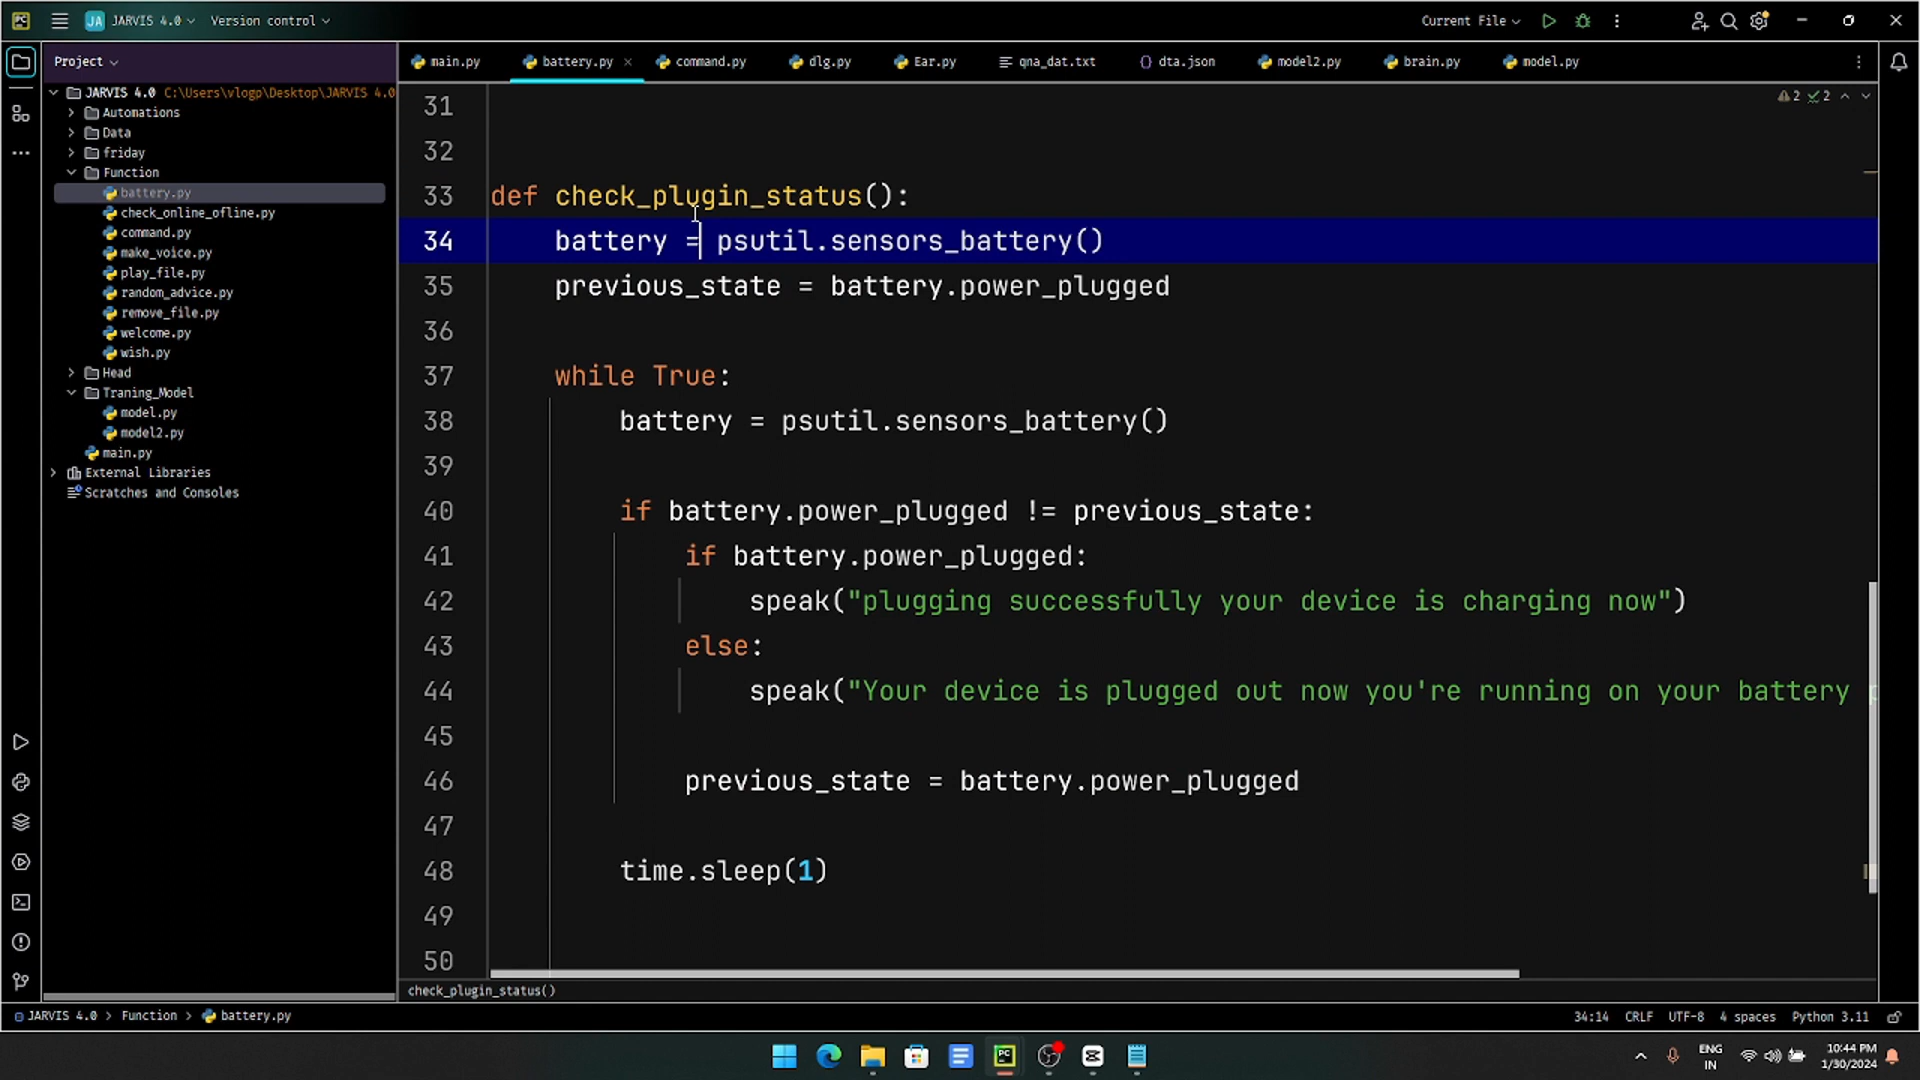 PC JA JARVIS 4.0 Version control Current File
Project
main.py battery.py command.py dlg.py Ear.py qna_dat.txt {} dta.json model2.py brain.py model.py
JARVIS 4.0 C:\Users\vlogp\Desktop\JARVIS 4.0
Automations
Data
friday
Function
battery.py
check_online_ofline.py
command.py
make_voice.py
play_file.py
random_advice.py
remove_file.py
welcome.py
wish.py
Head
Traning_Model
model.py
model2.py
main.py
External Libraries
Scratches and Consoles
2 2
31
32
33 def check_plugin_status():
34 battery = psutil.sensors_battery()
35 previous_state = battery.power_plugged
36
37 while True:
38 battery = psutil.sensors_battery()
39
40 if battery.power_plugged != previous_state:
41 if battery.power_plugged:
42 speak("plugging successfully your device is charging now")
43 else:
44 speak("Your device is plugged out now you're running on your battery
45
46 previous_state = battery.power_plugged
47
48 time.sleep(1)
49
50
check_plugin_status()
JARVIS 4.0 > Function > battery.py 34:14 CRLF UTF-8 4 spaces Python 3.11
PC ENG IN 10:44 PM 1/30/2024